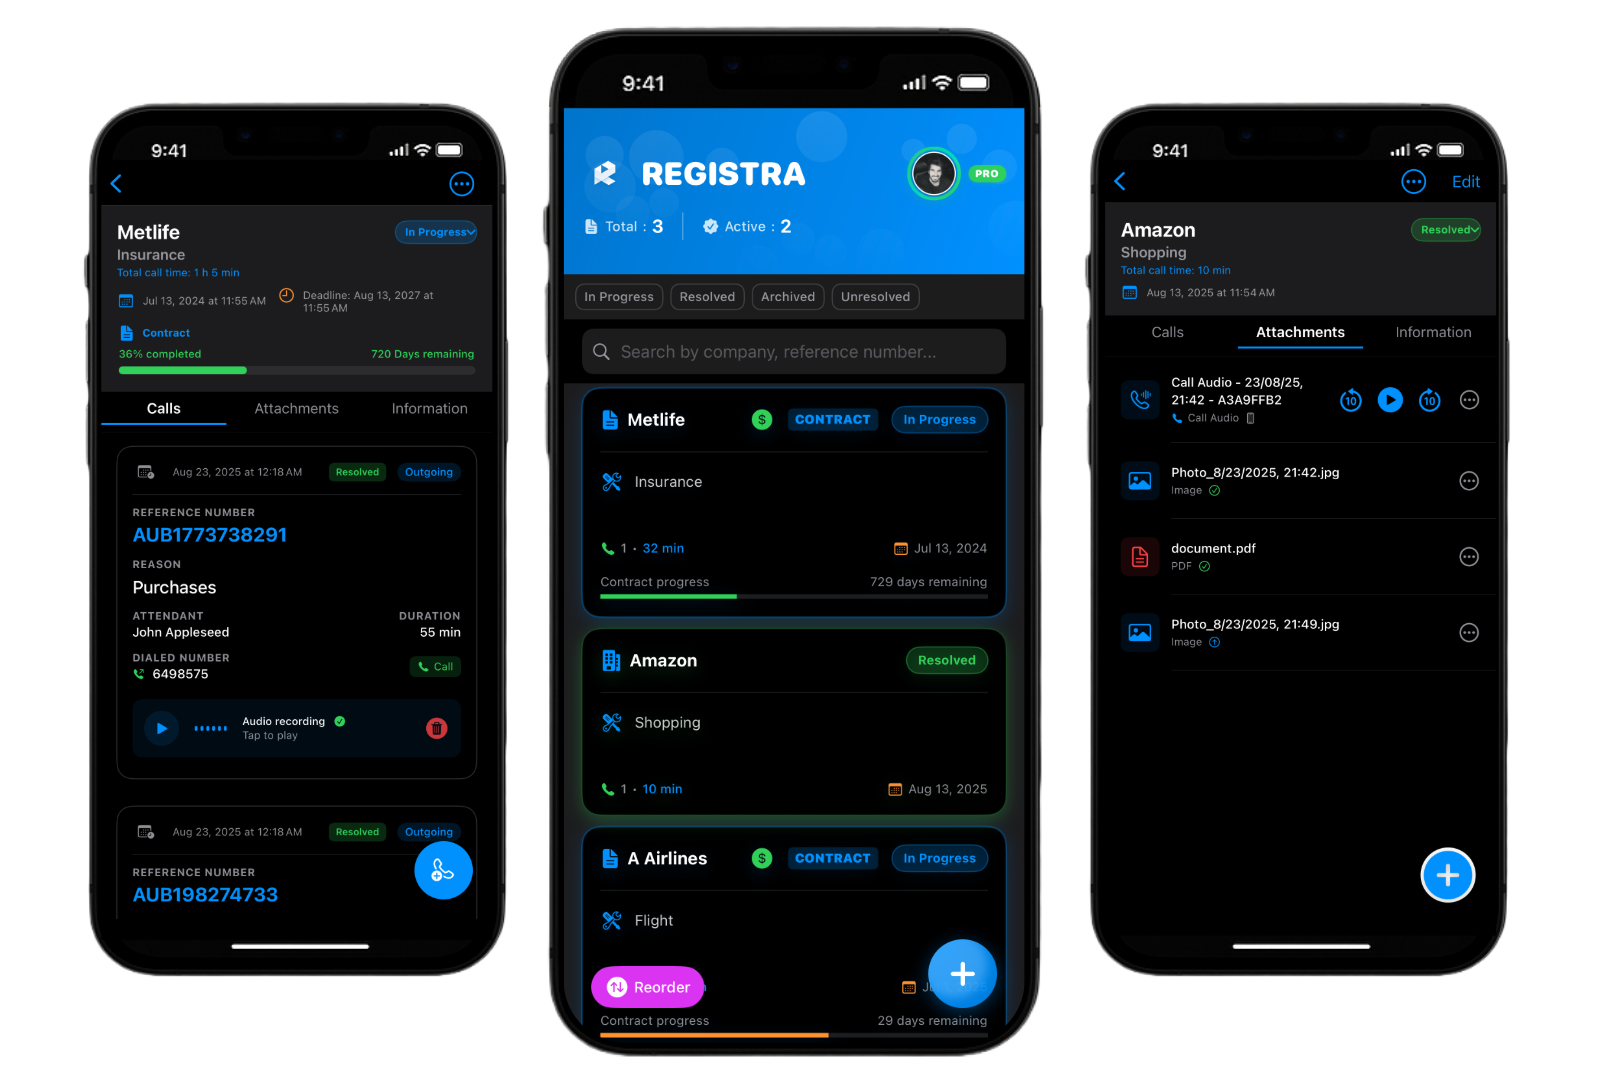 9:41
Metlife
In Progress
Insurance
Total call time: 1 h 5 min
Jul 13, 2024 at 11:55 AM
Deadline: Aug 13, 2027 at
11:55 AM
Contract
36% completed
720 Days remaining
Calls
Attachments
Information
Aug 23, 2025 at 12:18 AM
Resolved
Outgoing
REFERENCE NUMBER
AUB1773738291
REASON
Purchases
ATTENDANT
DURATION
John Appleseed
55 min
DIALED NUMBER
6498575
Call
Audio recording
Tap to play
Aug 23, 2025 at 12:18 AM
Resolved
Outgoing
REFERENCE NUMBER
AUB198274733
9:41
REGISTRA
PRO
Total : 3
Active : 2
In Progress
Resolved
Archived
Unresolved
Search by company, reference number...
Metlife
$
CONTRACT
In Progress
Insurance
1 • 32 min
Jul 13, 2024
Contract progress
729 days remaining
Amazon
Resolved
Shopping
1 • 10 min
Aug 13, 2025
A Airlines
$
CONTRACT
In Progress
Flight
Reorder
Contract progress
29 days remaining
9:41
Edit
Amazon
Resolved
Shopping
Total call time: 10 min
Aug 13, 2025 at 11:54 AM
Calls
Attachments
Information
Call Audio - 23/08/25,
21:42 - A3A9FFB2
Call Audio
10
10
Photo_8/23/2025, 21:42.jpg
Image
document.pdf
PDF
Photo_8/23/2025, 21:49.jpg
Image